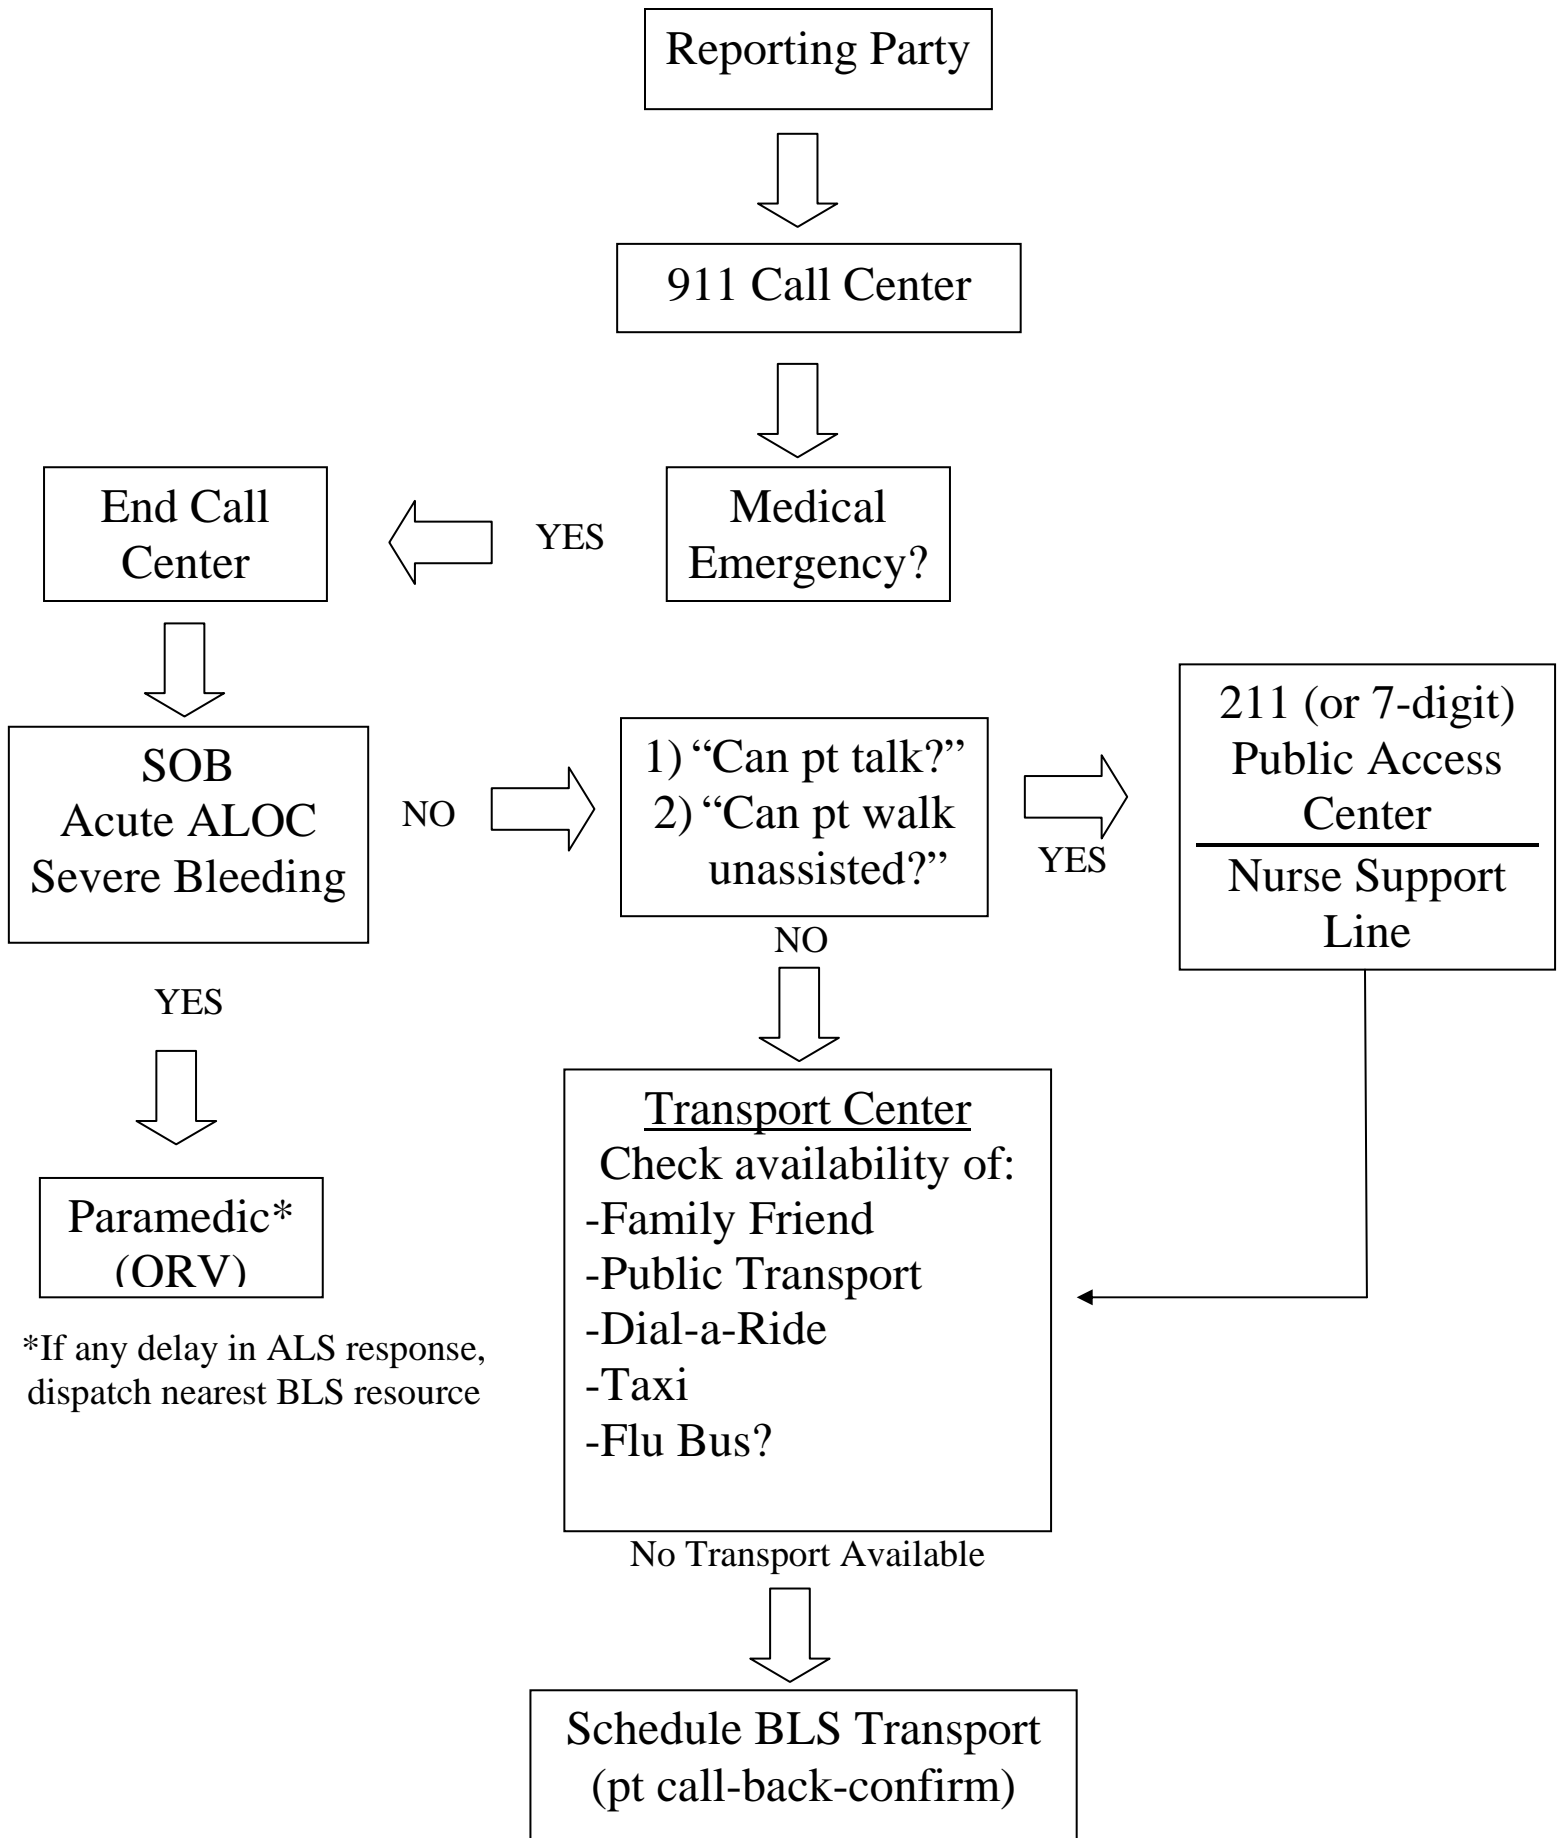 Reporting Party
911 Call Center
End Call
Center
YES
Medical
Emergency?
SOB
Acute ALOC
Severe Bleeding
NO
1) “Can pt talk?”
2) “Can pt walk
unassisted?”
YES
211 (or 7-digit)
Public Access
Center
Nurse Support
Line
NO
YES
Paramedic*
(ORV)
*If any delay in ALS response,
dispatch nearest BLS resource
Transport Center
Check availability of:
-Family Friend
-Public Transport
-Dial-a-Ride
-Taxi
-Flu Bus?
No Transport Available
Schedule BLS Transport
(pt call-back-confirm)